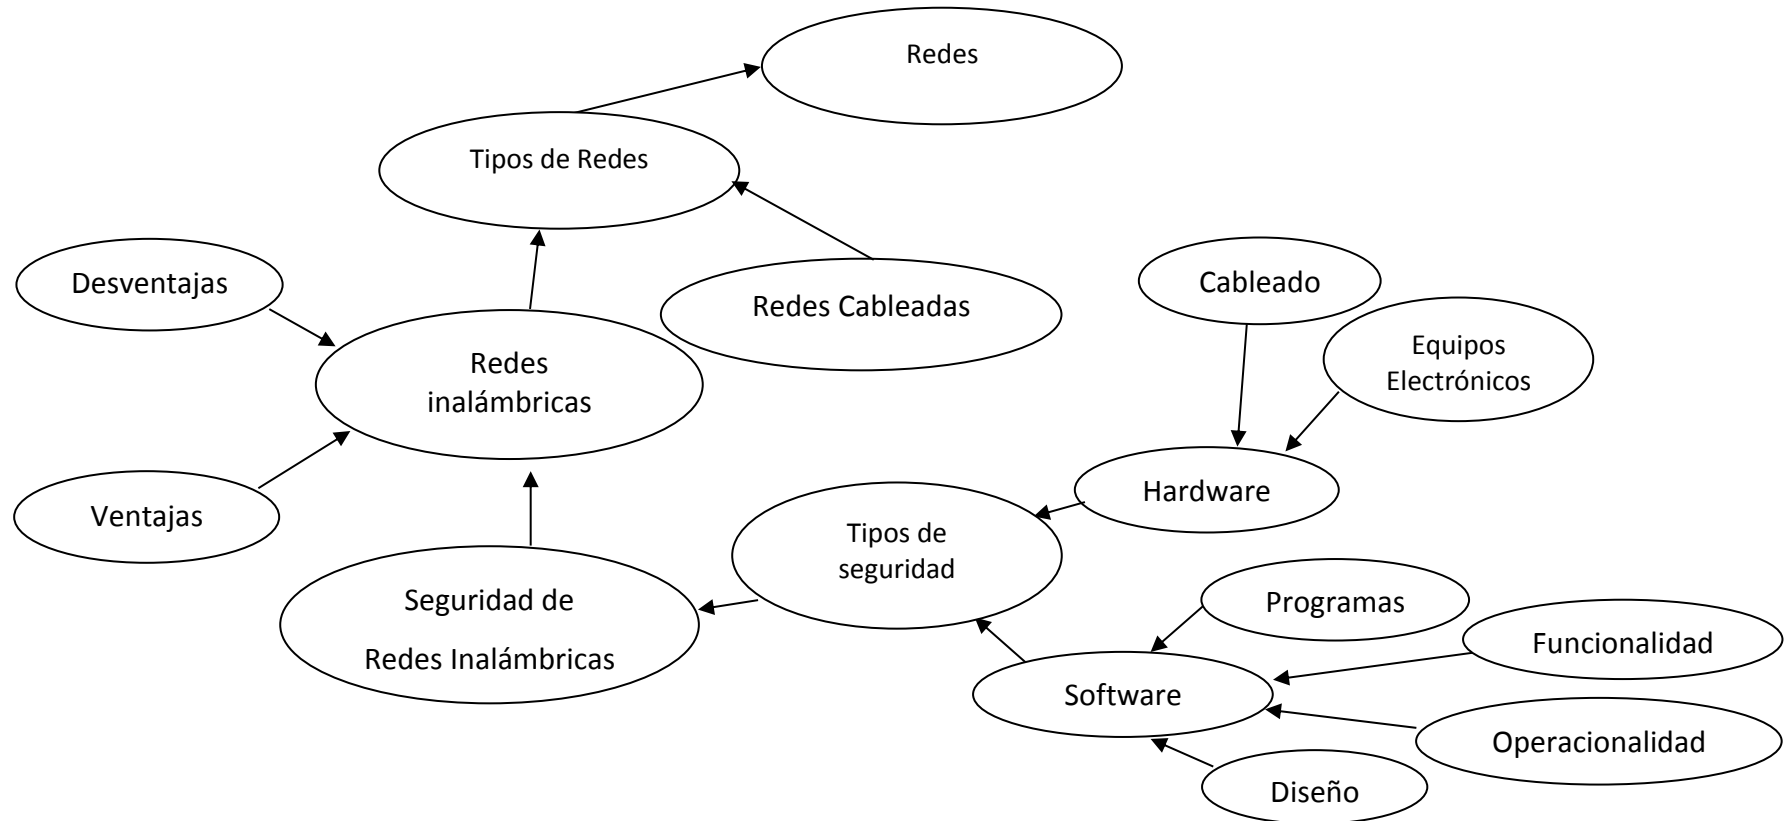 Redes
Tipos de Redes
Desventajas
Redes Cableadas
Cableado
Redes
inalámbricas
Equipos
Electrónicos
Ventajas
Hardware
Tipos de
seguridad
Seguridad de
Redes Inalámbricas
Programas
Funcionalidad
Software
Operacionalidad
Diseño